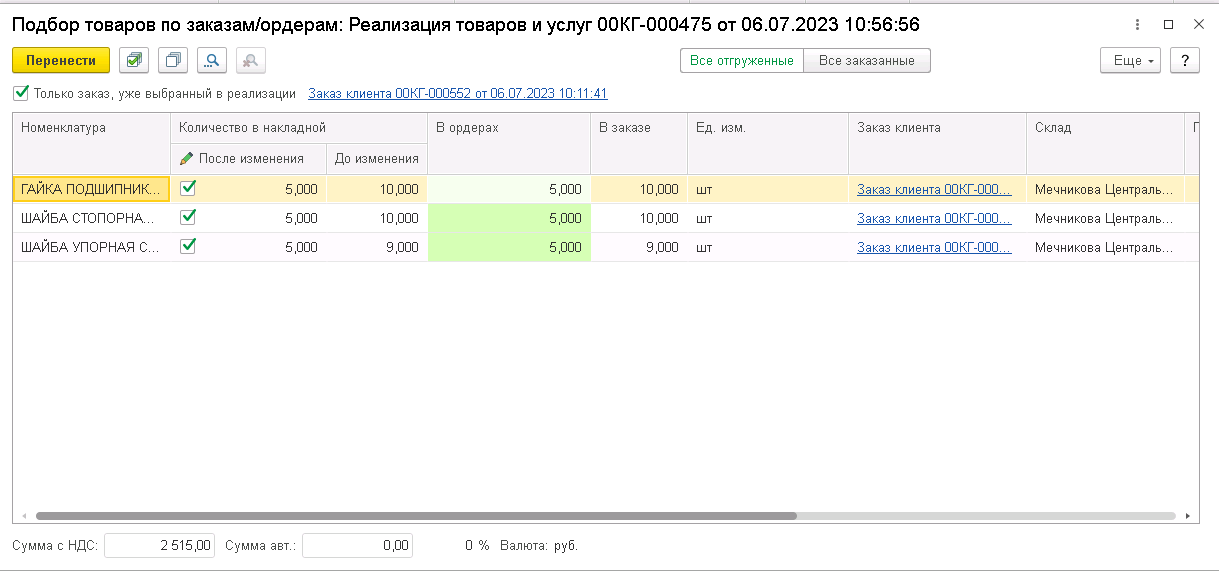 Подбор товаров по заказам/ордерам: Реализация товаров и услуг 00КГ-000475 от 06.07.2023 10:56:56
Перенести Все отгруженные Все заказанные Еще ?
Только заказ, уже выбранный в реализации Заказ клиента 00КГ-000552 от 06.07.2023 10:11:41
Номенклатура Количество в накладной В ордерах В заказе Ед. изм. Заказ клиента Склад
После изменения До изменения
ГАЙКА ПОДШИПНИК... 5,000 10,000 5,000 10,000 шт Заказ клиента 00КГ-000... Мечникова Централь...
ШАЙБА СТОПОРНА... 5,000 10,000 5,000 10,000 шт Заказ клиента 00КГ-000... Мечникова Централь...
ШАЙБА УПОРНАЯ С... 5,000 9,000 5,000 9,000 шт Заказ клиента 00КГ-000... Мечникова Централь...
Сумма с НДС: 2 515,00 Сумма авт.: 0,00 0 % Валюта: руб.